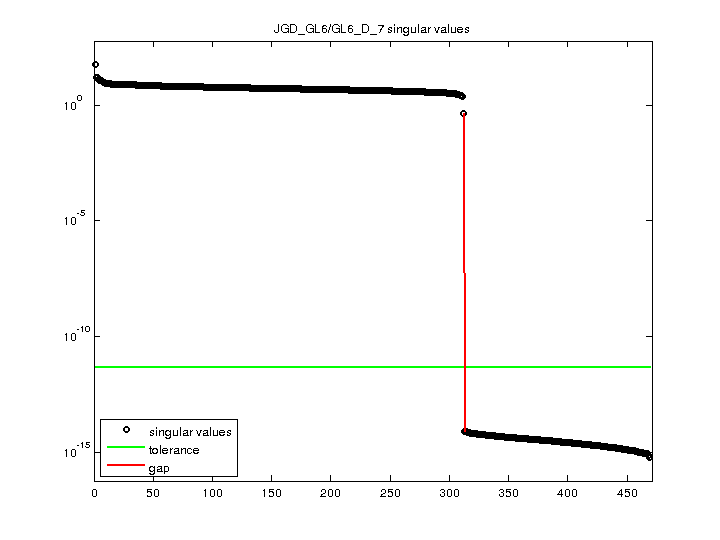 JGD_GL6/GL6_D_7 singular values
10^0
10^-5
10^-10
10^-15
singular values
tolerance
gap
0 50 100 150 200 250 300 350 400 450